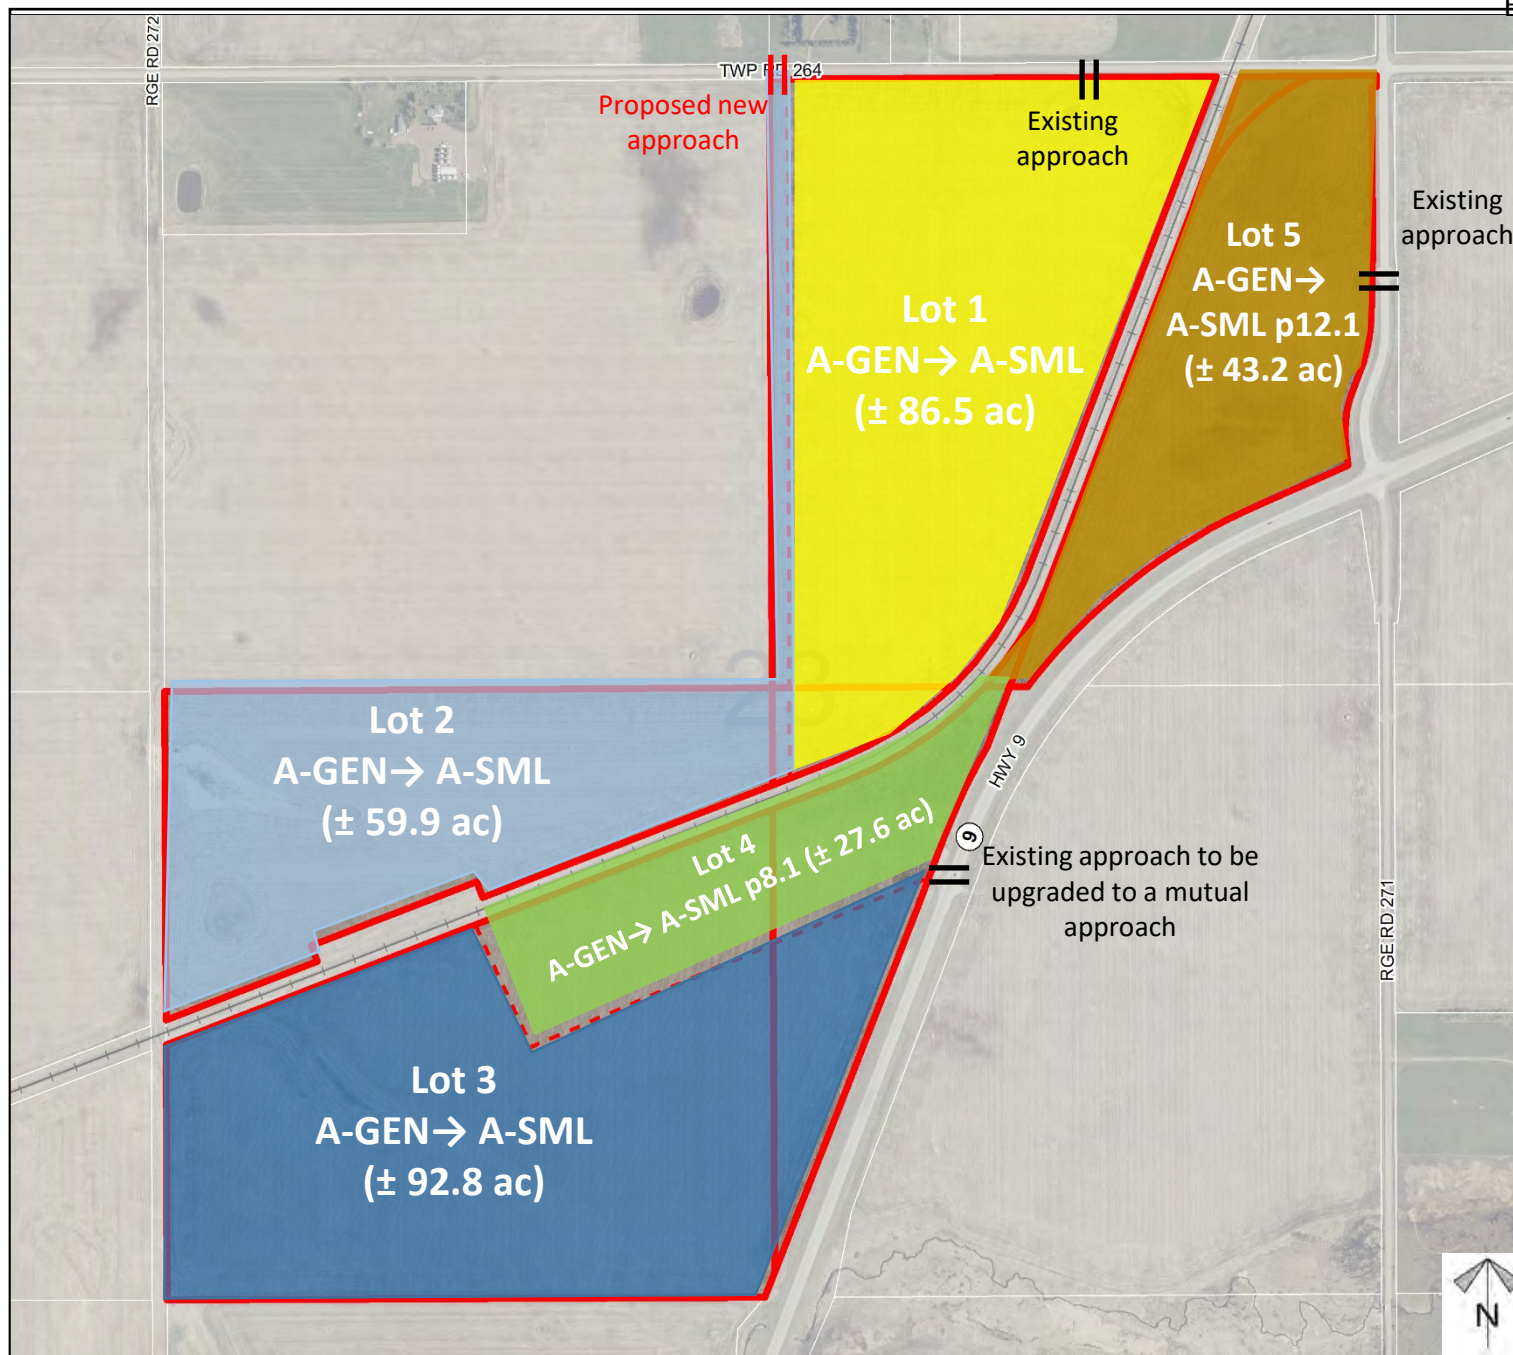 RGE RD 272
TWP RD 264
Proposed new
approach
Existing
approach
Existing
approach
Lot 5
A-GEN→
A-SML p12.1
(± 43.2 ac)
Lot 1
A-GEN→ A-SML
(± 86.5 ac)
28
Lot 2
A-GEN→ A-SML
(± 59.9 ac)
HWY 9
9
Lot 4
A-GEN→ A-SML p8.1 (± 27.6 ac)
Existing approach to be
upgraded to a mutual
approach
RGE RD 271
Lot 3
A-GEN→ A-SML
(± 92.8 ac)
N